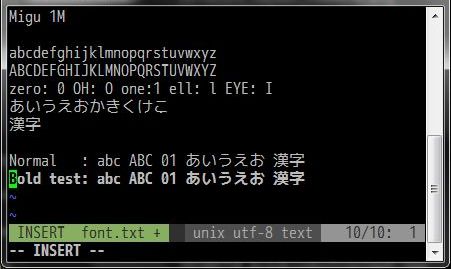 Migu 1M
abcdefghijklmnopqrstuvwxyz
ABCDEFGHIJKLMNOPQRSTUVWXYZ
zero: 0 OH: O one:1 ell: l EYE: I
あいうえおかきくけこ
漢字
Normal   : abc ABC 01 あいうえお 漢字
Bold test: abc ABC 01 あいうえお 漢字
~
~
INSERT  font.txt +  unix utf-8 text  10/10:  1
-- INSERT --